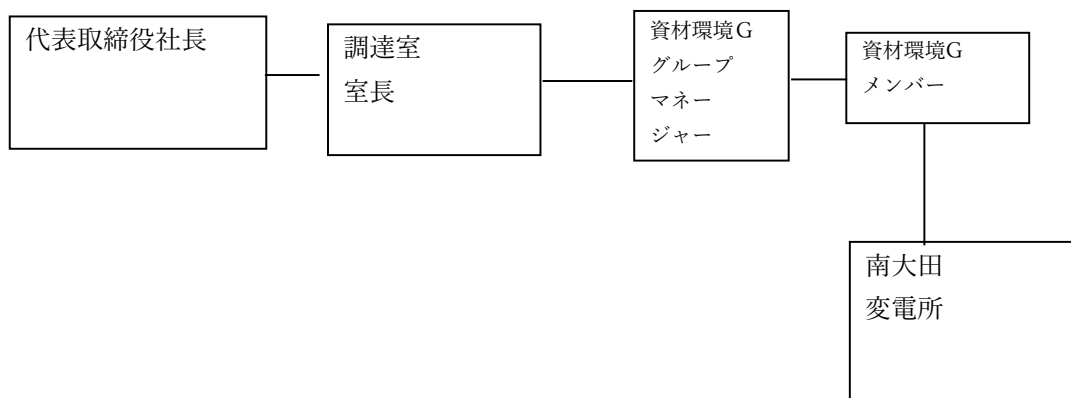 代表取締役社長
調達室
室長
資材環境G
グループ
マネー
ジャー
資材環境G
メンバー
南大田
変電所